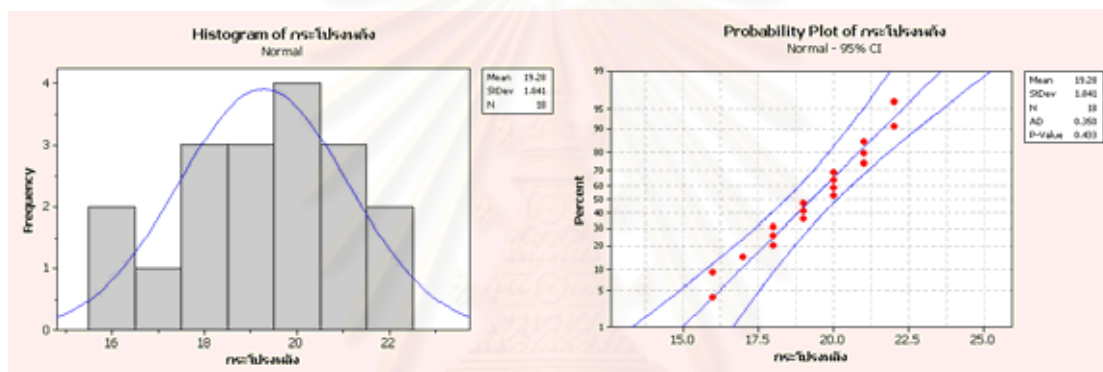 Histogram of กระโปรงหลัง
Normal
Mean 19.28
StDev 1.841
N 18
Frequency
4
3
2
1
0
16 18 20 22
กระโปรงหลัง
Probability Plot of กระโปรงหลัง
Normal - 95% CI
Mean 19.28
StDev 1.841
N 18
AD 0.350
P-Value 0.433
Percent
99
95
90
80
70
60
50
40
30
20
10
5
1
15.0 17.5 20.0 22.5 25.0
กระโปรงหลัง